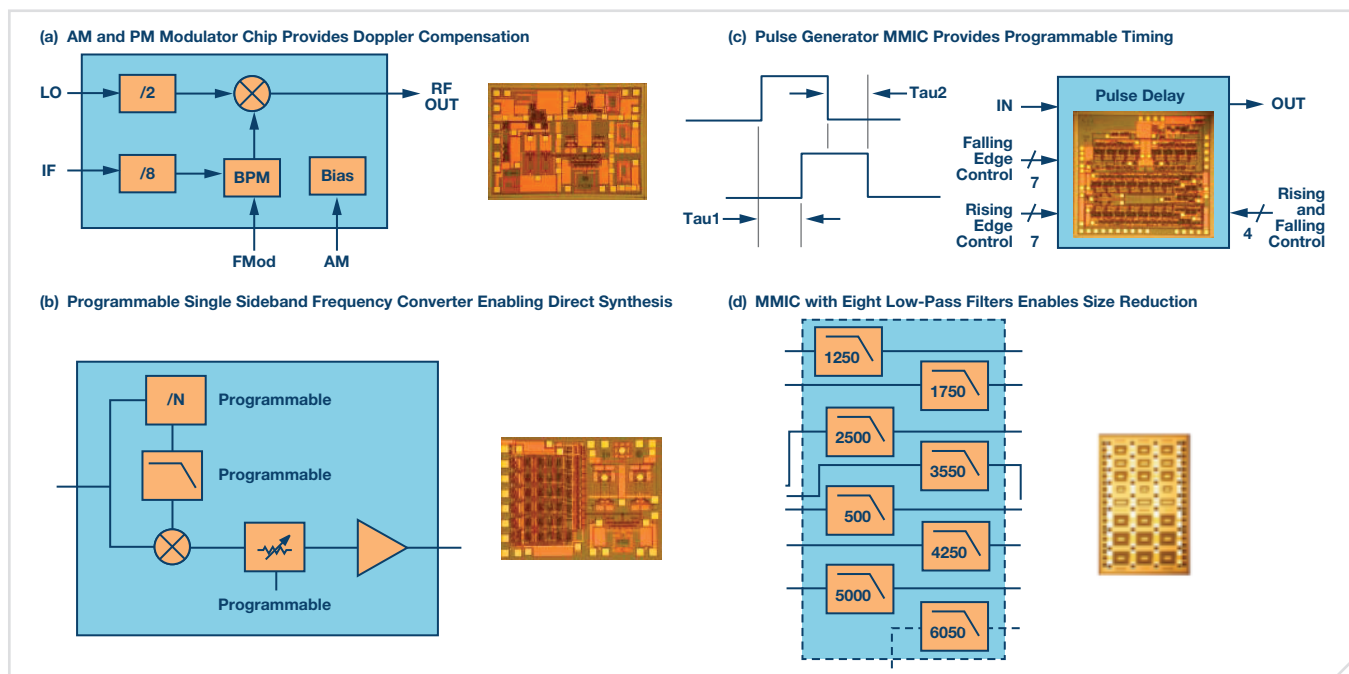 (a) AM and PM Modulator Chip Provides Doppler Compensation
LO
/2
RF
OUT
IF
/8
BPM
Bias
FMod
AM
(c) Pulse Generator MMIC Provides Programmable Timing
Tau2
Tau1
Pulse Delay
IN
OUT
Falling
Edge
Control
7
Rising
Edge
Control
7
Rising
and
Falling
Control
4
(b) Programmable Single Sideband Frequency Converter Enabling Direct Synthesis
/N
Programmable
Programmable
Programmable
(d) MMIC with Eight Low-Pass Filters Enables Size Reduction
1250
1750
2500
3550
500
4250
5000
6050